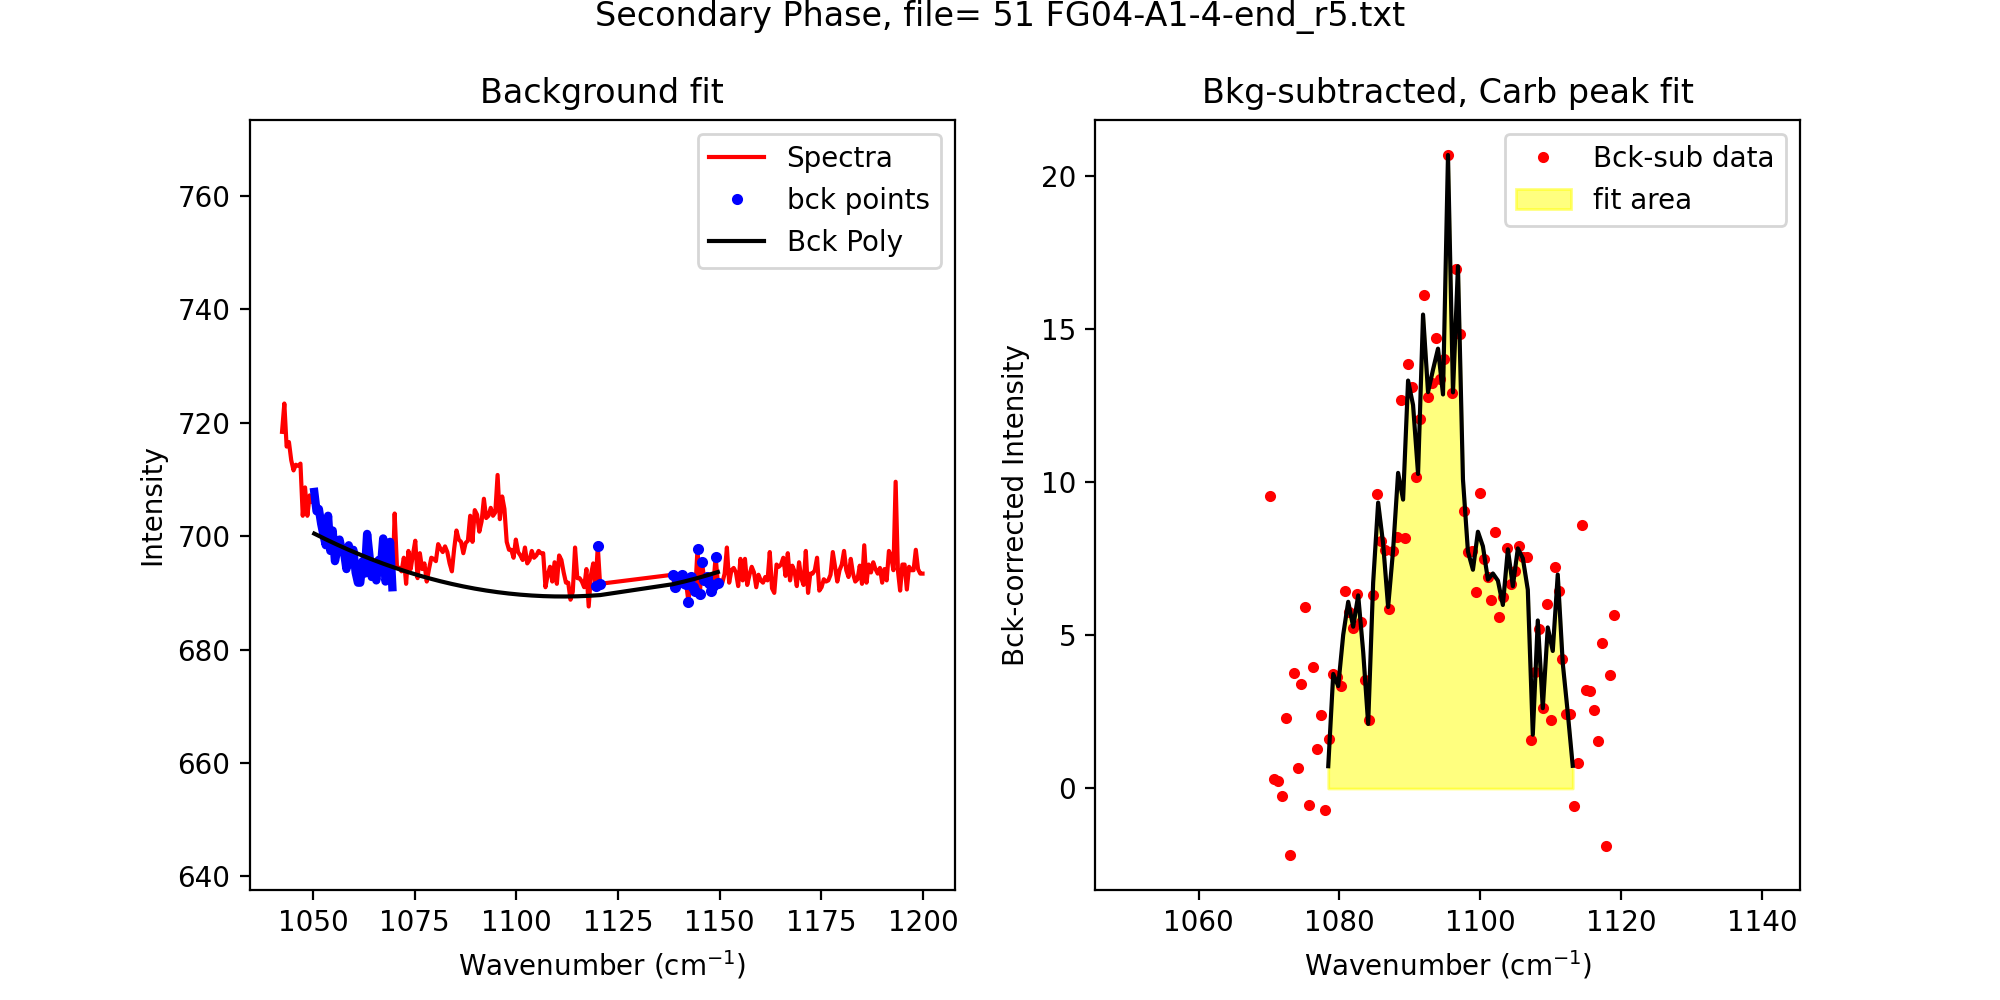 Secondary Phase, file= 51 FG04-A1-4-end_r5.txt
Background fit
Spectra
bck points
Bck Poly
760
740
720
700
680
660
640
Intensity
1050 1075 1100 1125 1150 1175 1200
Wavenumber (cm⁻¹)
Bkg-subtracted, Carb peak fit
Bck-sub data
fit area
20
15
10
5
0
Bck-corrected Intensity
1060 1080 1100 1120 1140
Wavenumber (cm⁻¹)